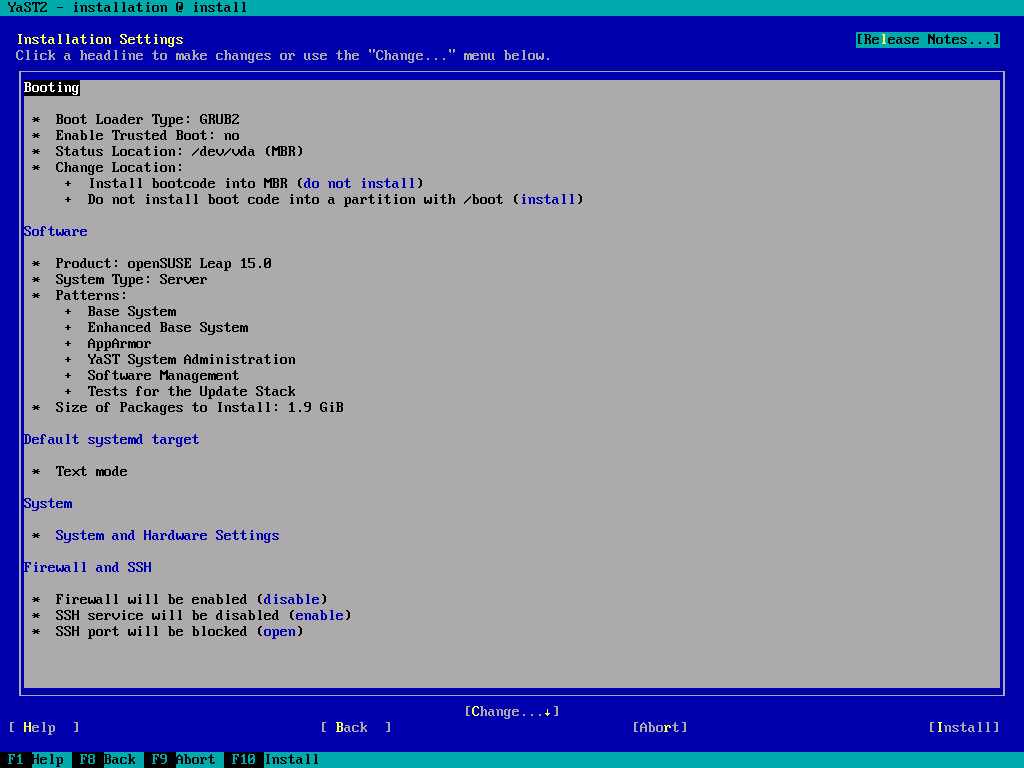 YaST2 - installation @ install
Installation Settings [Release Notes...]
Click a headline to make changes or use the "Change..." menu below.
Booting
* Boot Loader Type: GRUB2
* Enable Trusted Boot: no
* Status Location: /dev/vda (MBR)
* Change Location:
+ Install bootcode into MBR (do not install)
+ Do not install boot code into a partition with /boot (install)
Software
* Product: openSUSE Leap 15.0
* System Type: Server
* Patterns:
+ Base System
+ Enhanced Base System
+ AppArmor
+ YaST System Administration
+ Software Management
+ Tests for the Update Stack
* Size of Packages to Install: 1.9 GiB
Default systemd target
* Text mode
System
* System and Hardware Settings
Firewall and SSH
* Firewall will be enabled (disable)
* SSH service will be disabled (enable)
* SSH port will be blocked (open)
[Change...↓]
[ Help ] [ Back ] [Abort] [Install]
F1 Help F8 Back F9 Abort F10 Install